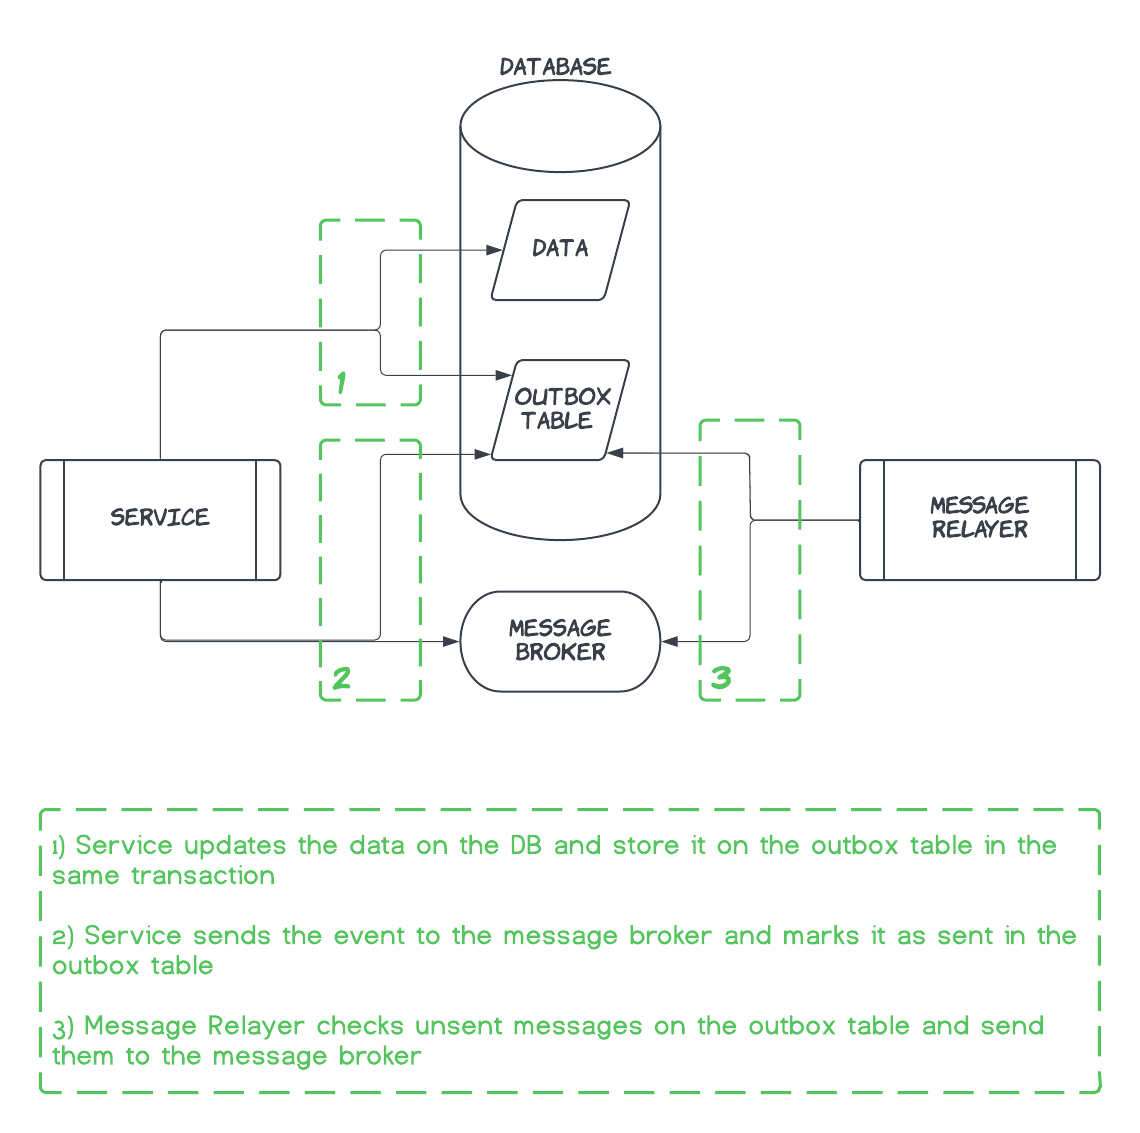 DATABASE
DATA
1
OUTBOX
TABLE
SERVICE
MESSAGE
RELAYER
MESSAGE
BROKER
2
3
1) Service updates the data on the DB and store it on the outbox table in the
same transaction
2) Service sends the event to the message broker and marks it as sent in the
outbox table
3) Message Relayer checks unsent messages on the outbox table and send
them to the message broker